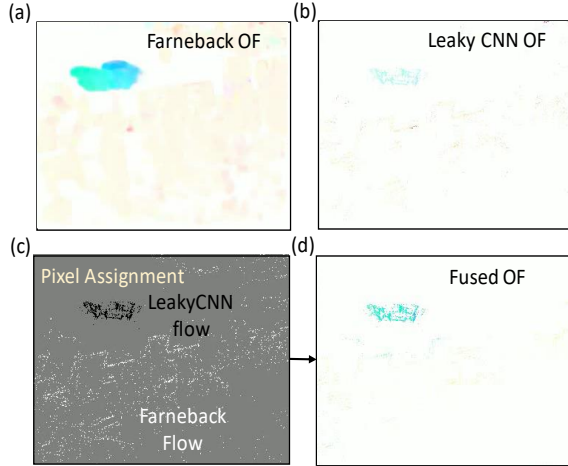 (a)
Farneback OF
(b)
Leaky CNN OF
(c)
Pixel Assignment
LeakyCNN
flow
Farneback
Flow
(d)
Fused OF